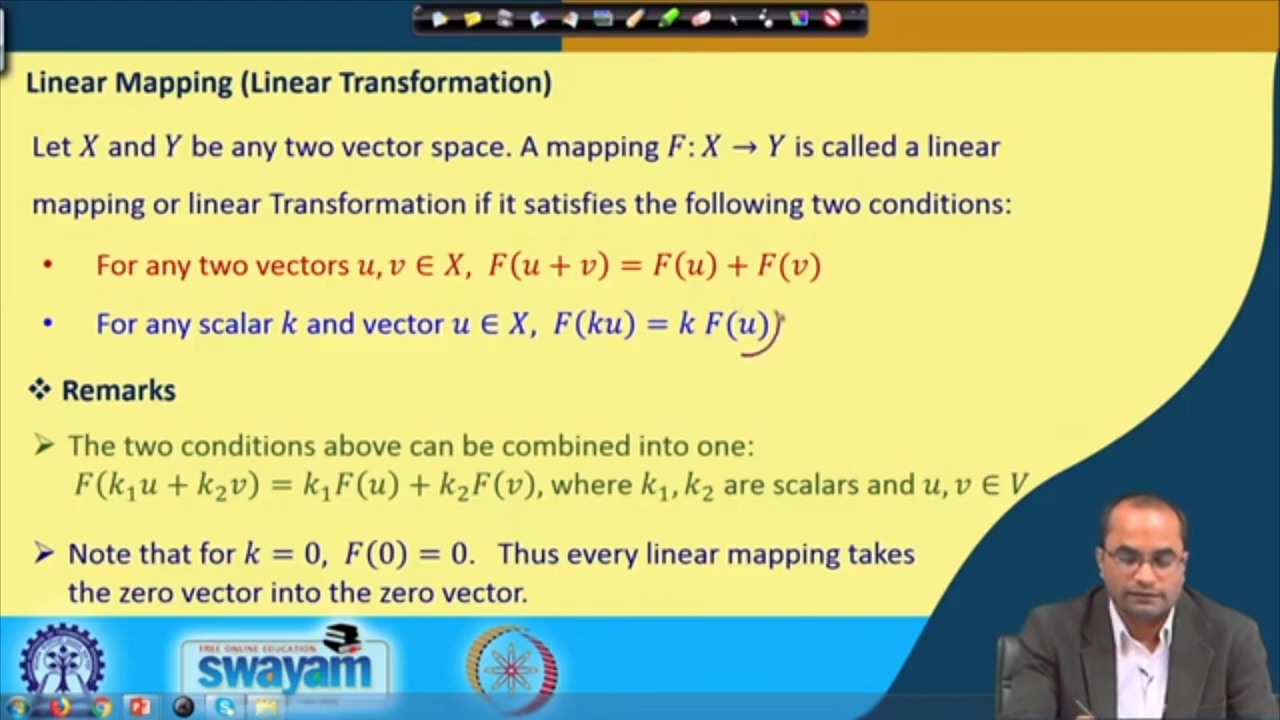 Linear Mapping (Linear Transformation)
Let X and Y be any two vector space. A mapping F: X → Y is called a linear
mapping or linear Transformation if it satisfies the following two conditions:
• For any two vectors u, v ∈ X, F(u + v) = F(u) + F(v)
• For any scalar k and vector u ∈ X, F(ku) = k F(u)
❖ Remarks
➢ The two conditions above can be combined into one:
F(k₁u + k₂v) = k₁F(u) + k₂F(v), where k₁, k₂ are scalars and u, v ∈ V
➢ Note that for k = 0, F(0) = 0. Thus every linear mapping takes
the zero vector into the zero vector.
FREE ONLINE EDUCATION
swayam